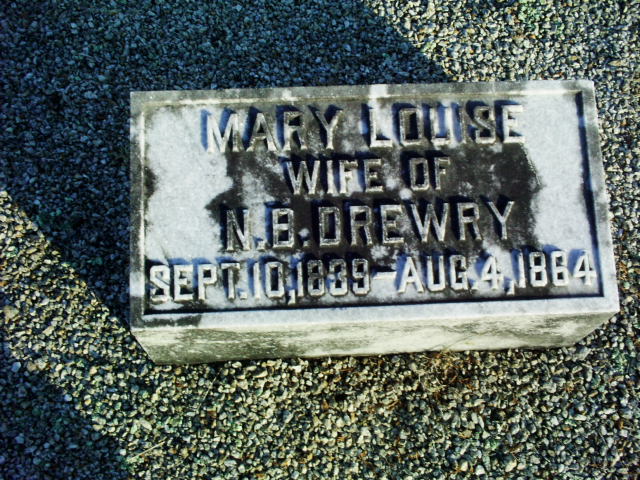 MARY LOUISE
WIFE OF
N.B. DREWRY
SEPT. 10, 1839 – AUG. 4, 1864